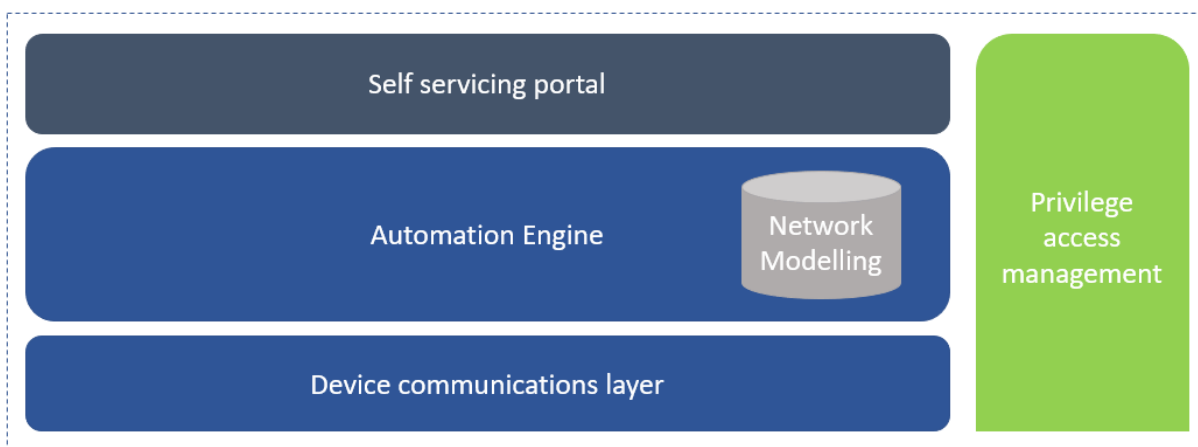 Self servicing portal
Automation Engine
Network
Modelling
Device communications layer
Privilege
access
management